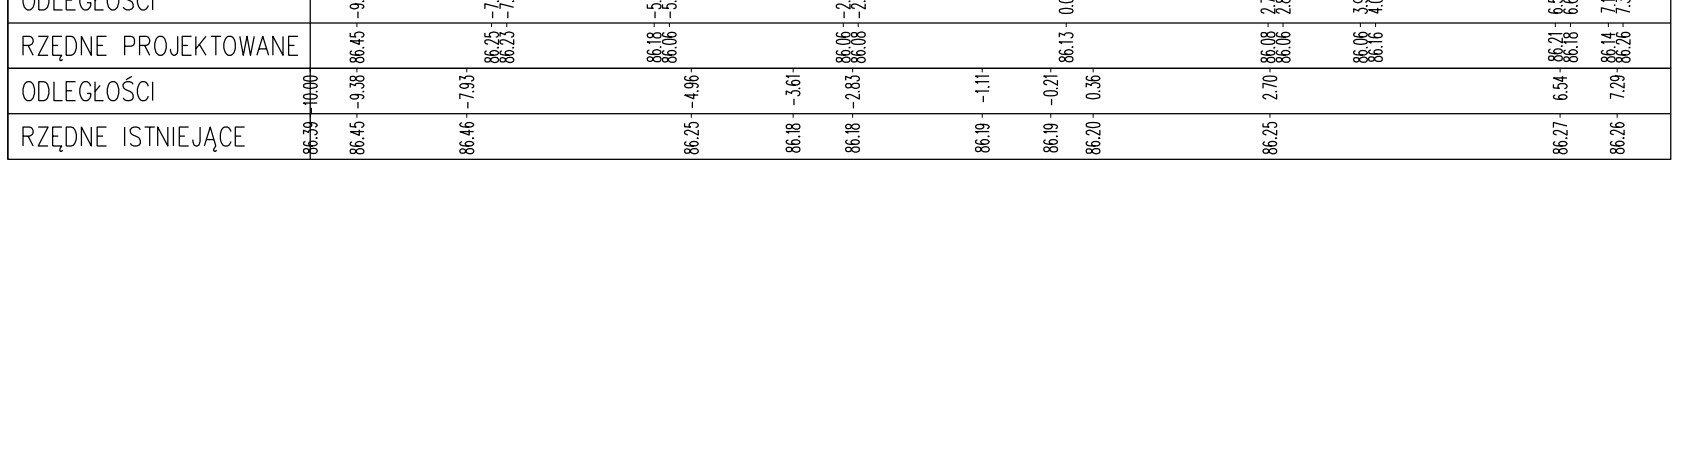 ODLEGŁOŚCI
RZĘDNE PROJEKTOWANE 86.45 86.25 86.23 86.18 86.06 86.06 86.08 86.13 86.08 86.06 86.06 86.16 86.21 86.18 86.14 86.26
ODLEGŁOŚCI -10.00 -9.38 -7.93 -4.96 -3.61 -2.83 -1.11 -0.21 0.36 2.70 6.54 7.29
RZĘDNE ISTNIEJĄCE 86.39 86.45 86.46 86.25 86.18 86.18 86.19 86.19 86.20 86.25 86.27 86.26